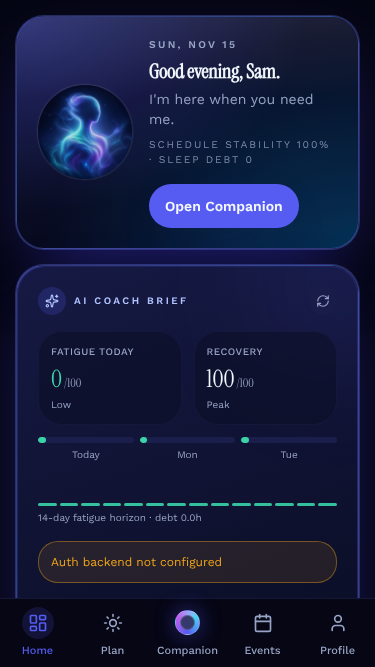 SUN, NOV 15
Good evening, Sam.
I'm here when you need
me.
SCHEDULE STABILITY 100%
· SLEEP DEBT 0
Open Companion
AI COACH BRIEF
FATIGUE TODAY
0 /100
Low
RECOVERY
100 /100
Peak
Today
Mon
Tue
14-day fatigue horizon · debt 0.0h
Auth backend not configured
Home
Plan
Companion
Events
Profile